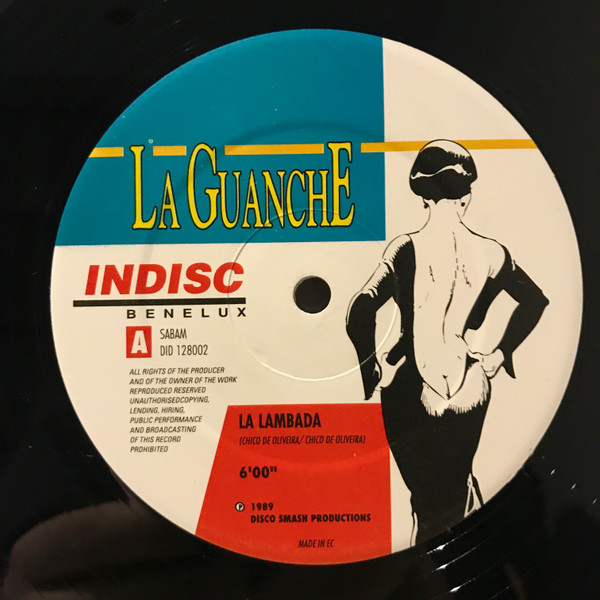 LA GUANCHE
INDISC
BENELUX
A
SABAM
DID 128002
ALL RIGHTS OF THE PRODUCER
AND OF THE OWNER OF THE WORK
REPRODUCED RESERVED
UNAUTHORISEDCOPYING,
LENDING, HIRING,
PUBLIC PERFORMANCE
AND BROADCASTING
OF THIS RECORD
PROHIBITED
LA LAMBADA
(CHICO DE OLIVEIRA/ CHICO DE OLIVEIRA)
6'00"
℗ 1989
DISCO SMASH PRODUCTIONS
MADE IN EC